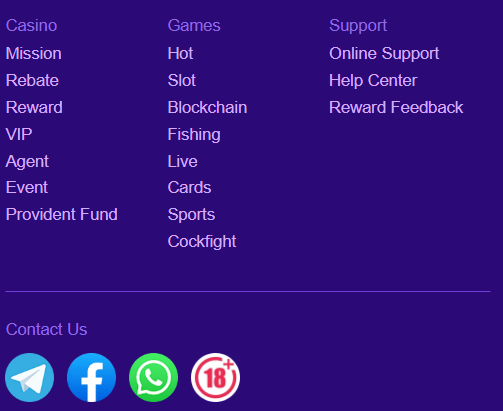 Casino
Mission
Rebate
Reward
VIP
Agent
Event
Provident Fund
Games
Hot
Slot
Blockchain
Fishing
Live
Cards
Sports
Cockfight
Support
Online Support
Help Center
Reward Feedback
Contact Us
18+